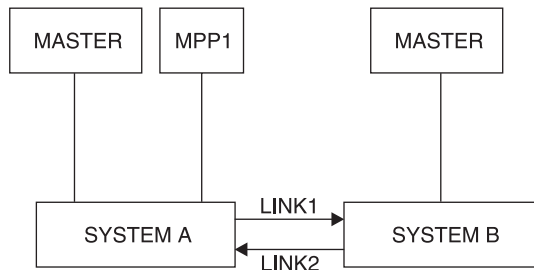 MASTER
MPP1
MASTER
LINK1
SYSTEM A
SYSTEM B
LINK2